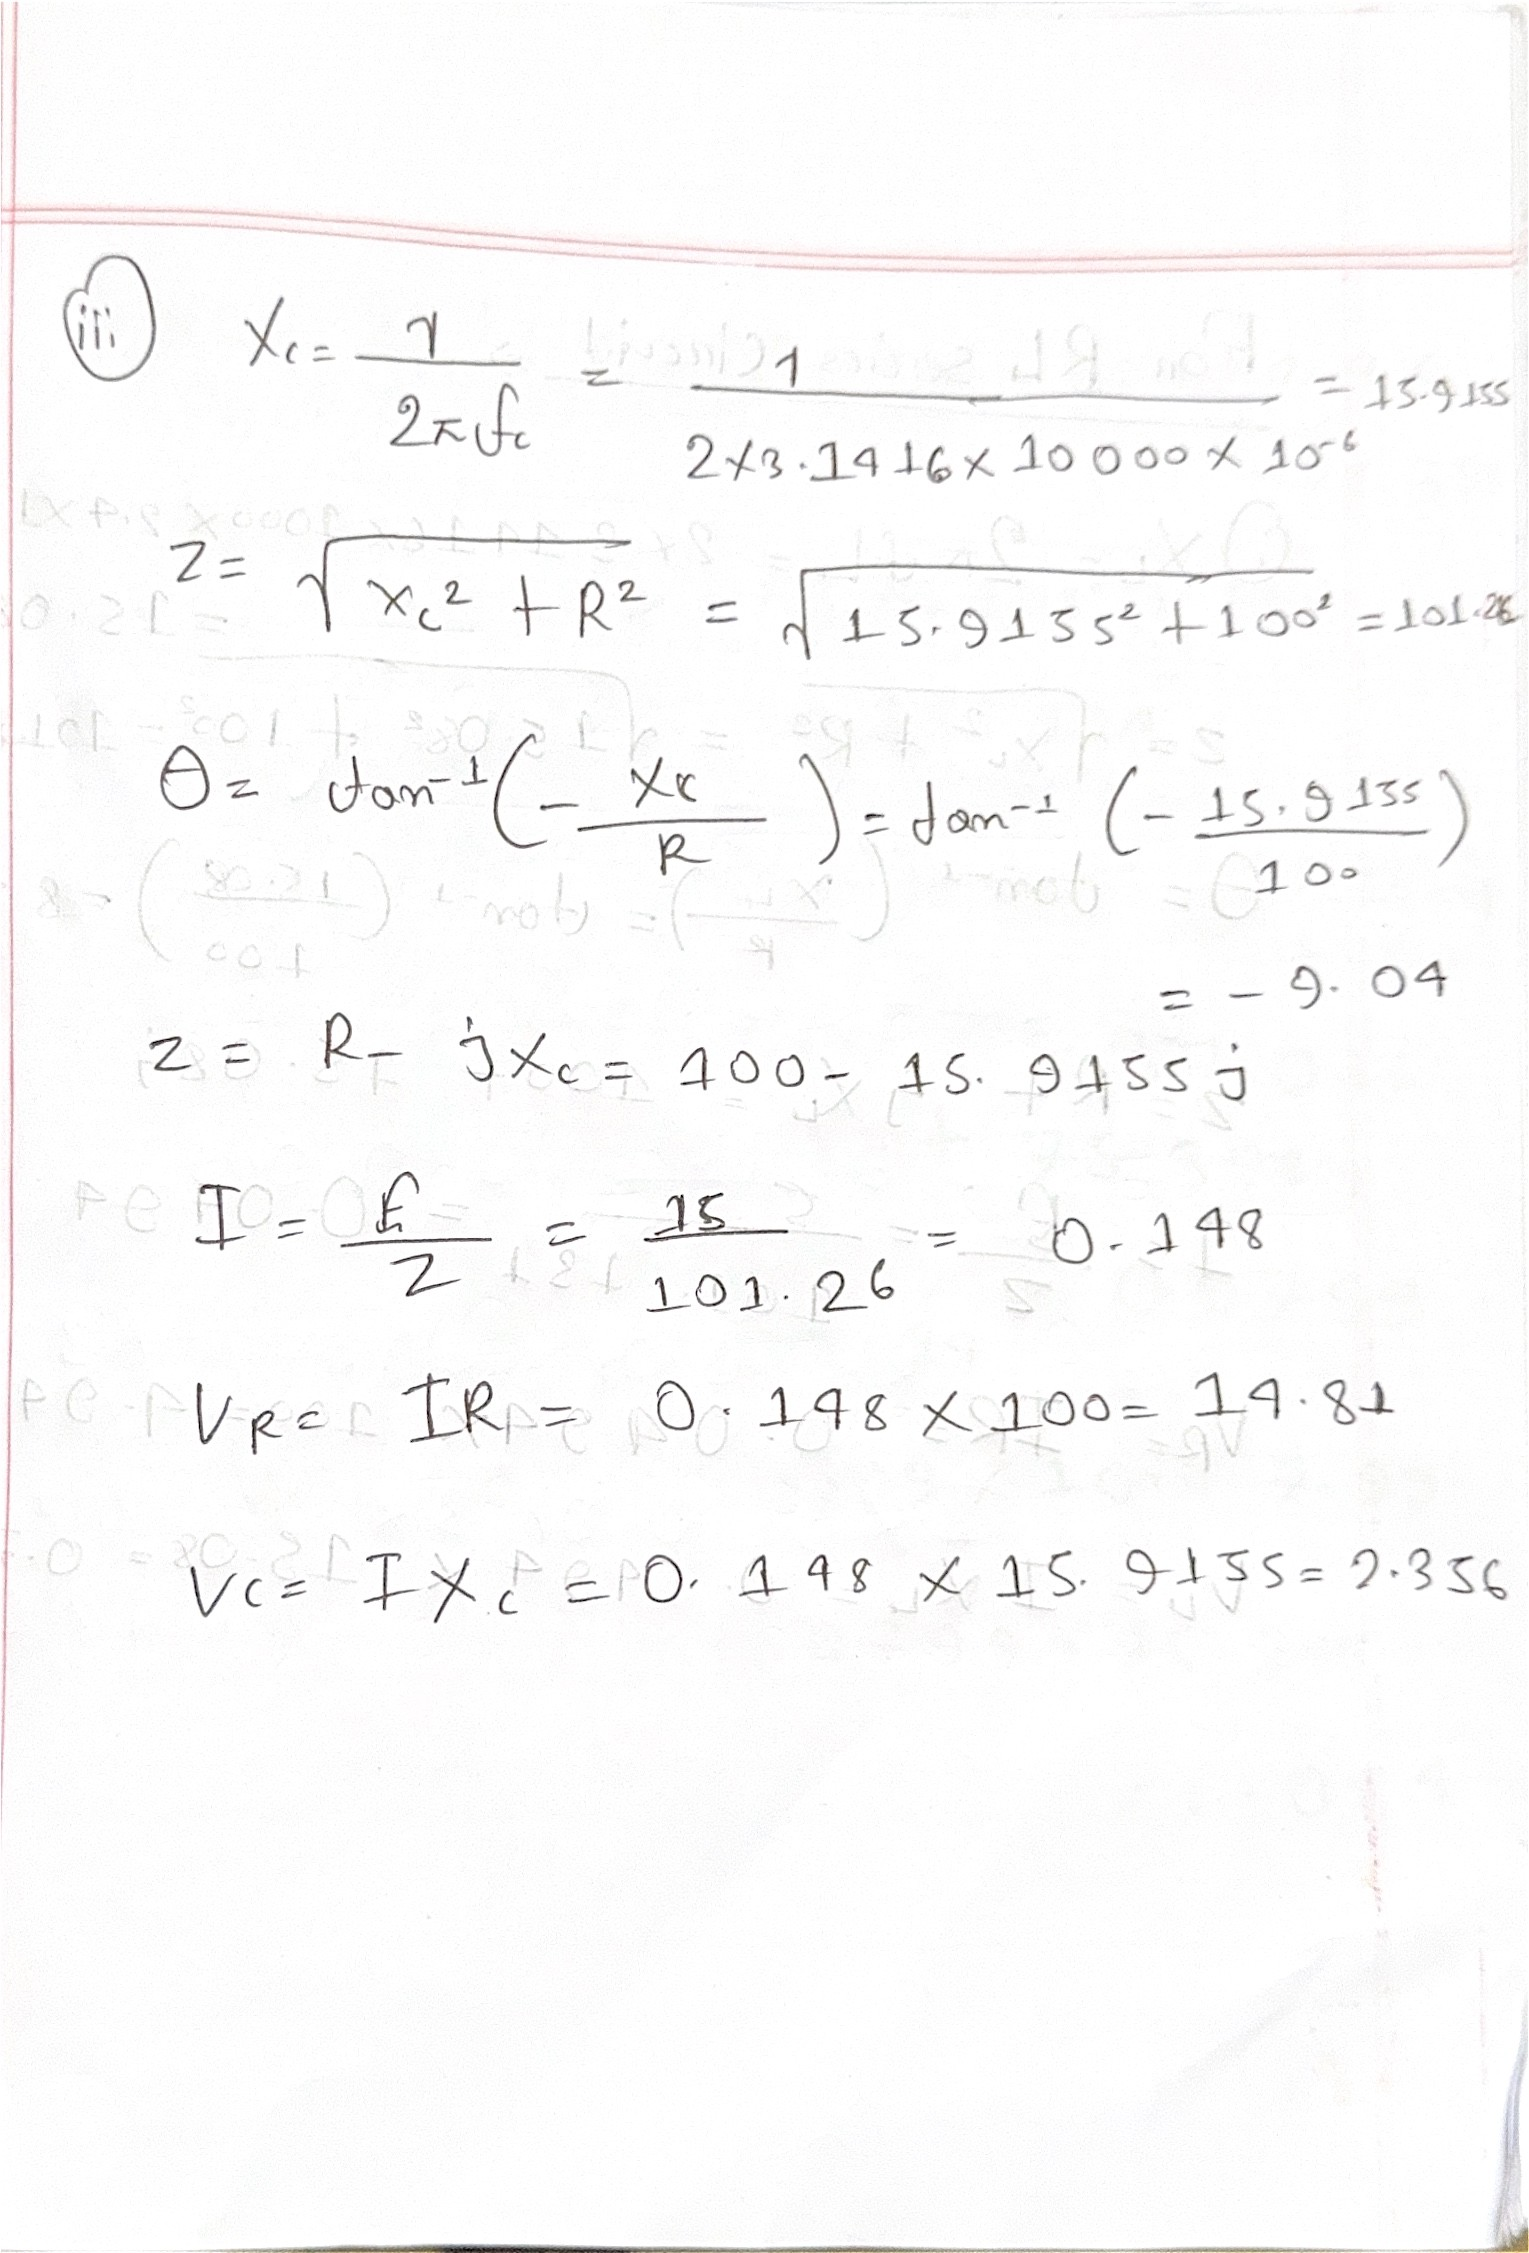 iii Xc = 1 / 2πfc = 1 / 2×3.1416×10000×10^-6 = 15.9155
Z = √(Xc² + R²) = √(15.9155² + 100²) = 101.26
θ = tan^-1 (- Xc / R) = tan^-1 (- 15.9155 / 100)
= - 9.04
Z = R - jXc = 100 - 15.9155j
I = E / Z = 15 / 101.26 = 0.148
VR = IR = 0.148 × 100 = 14.81
Vc = IXc = 0.148 × 15.9155 = 2.356